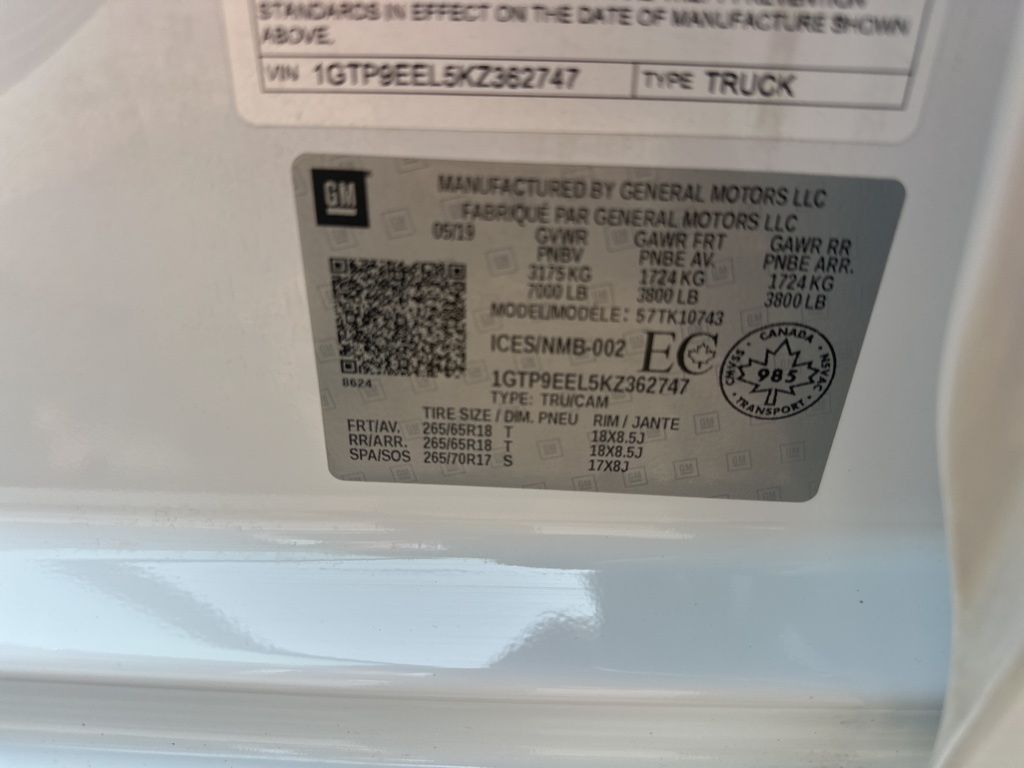 STANDARDS IN EFFECT ON THE DATE OF MANUFACTURE SHOWN
ABOVE.
VIN 1GTP9EEL5KZ362747 TYPE TRUCK
GM MANUFACTURED BY GENERAL MOTORS LLC
FABRIQUÉ PAR GENERAL MOTORS LLC
05/19 GVWR GAWR FRT GAWR RR
PNBV PNBE AV. PNBE ARR.
3175 KG 1724 KG 1724 KG
7000 LB 3800 LB 3800 LB
MODEL/MODÈLE: 57TK10743
ICES/NMB-002 EC
8624 1GTP9EEL5KZ362747
TYPE: TRU/CAM
CANADA
CMVSS 985 NSVAC
TRANSPORT
TIRE SIZE / DIM. PNEU RIM / JANTE
FRT/AV. 265/65R18 T 18X8.5J
RR/ARR. 265/65R18 T 18X8.5J
SPA/SOS 265/70R17 S 17X8J